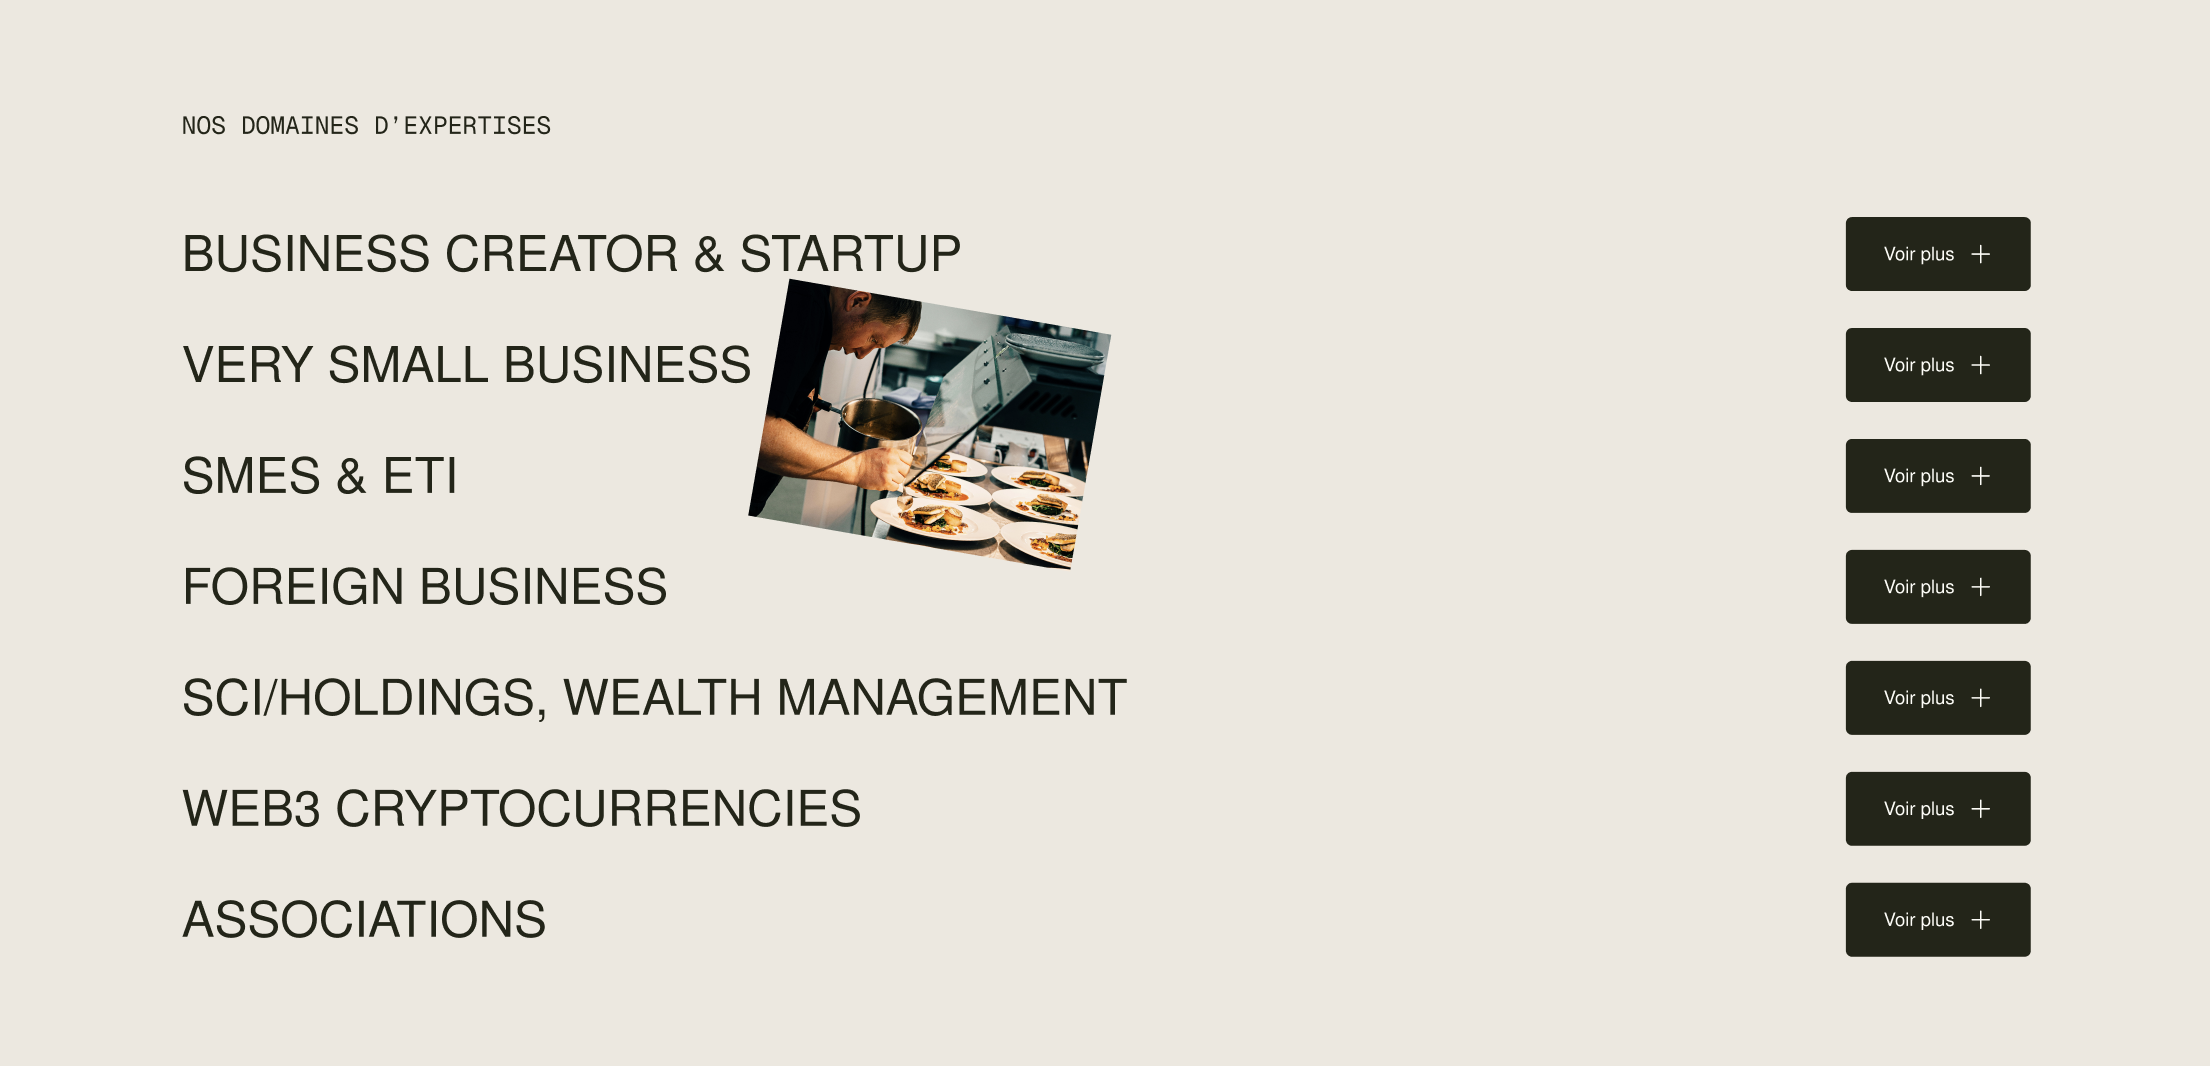 NOS DOMAINES D’EXPERTISES
BUSINESS CREATOR & STARTUP
Voir plus
VERY SMALL BUSINESS
Voir plus
SMES & ETI
Voir plus
FOREIGN BUSINESS
Voir plus
SCI/HOLDINGS, WEALTH MANAGEMENT
Voir plus
WEB3 CRYPTOCURRENCIES
Voir plus
ASSOCIATIONS
Voir plus